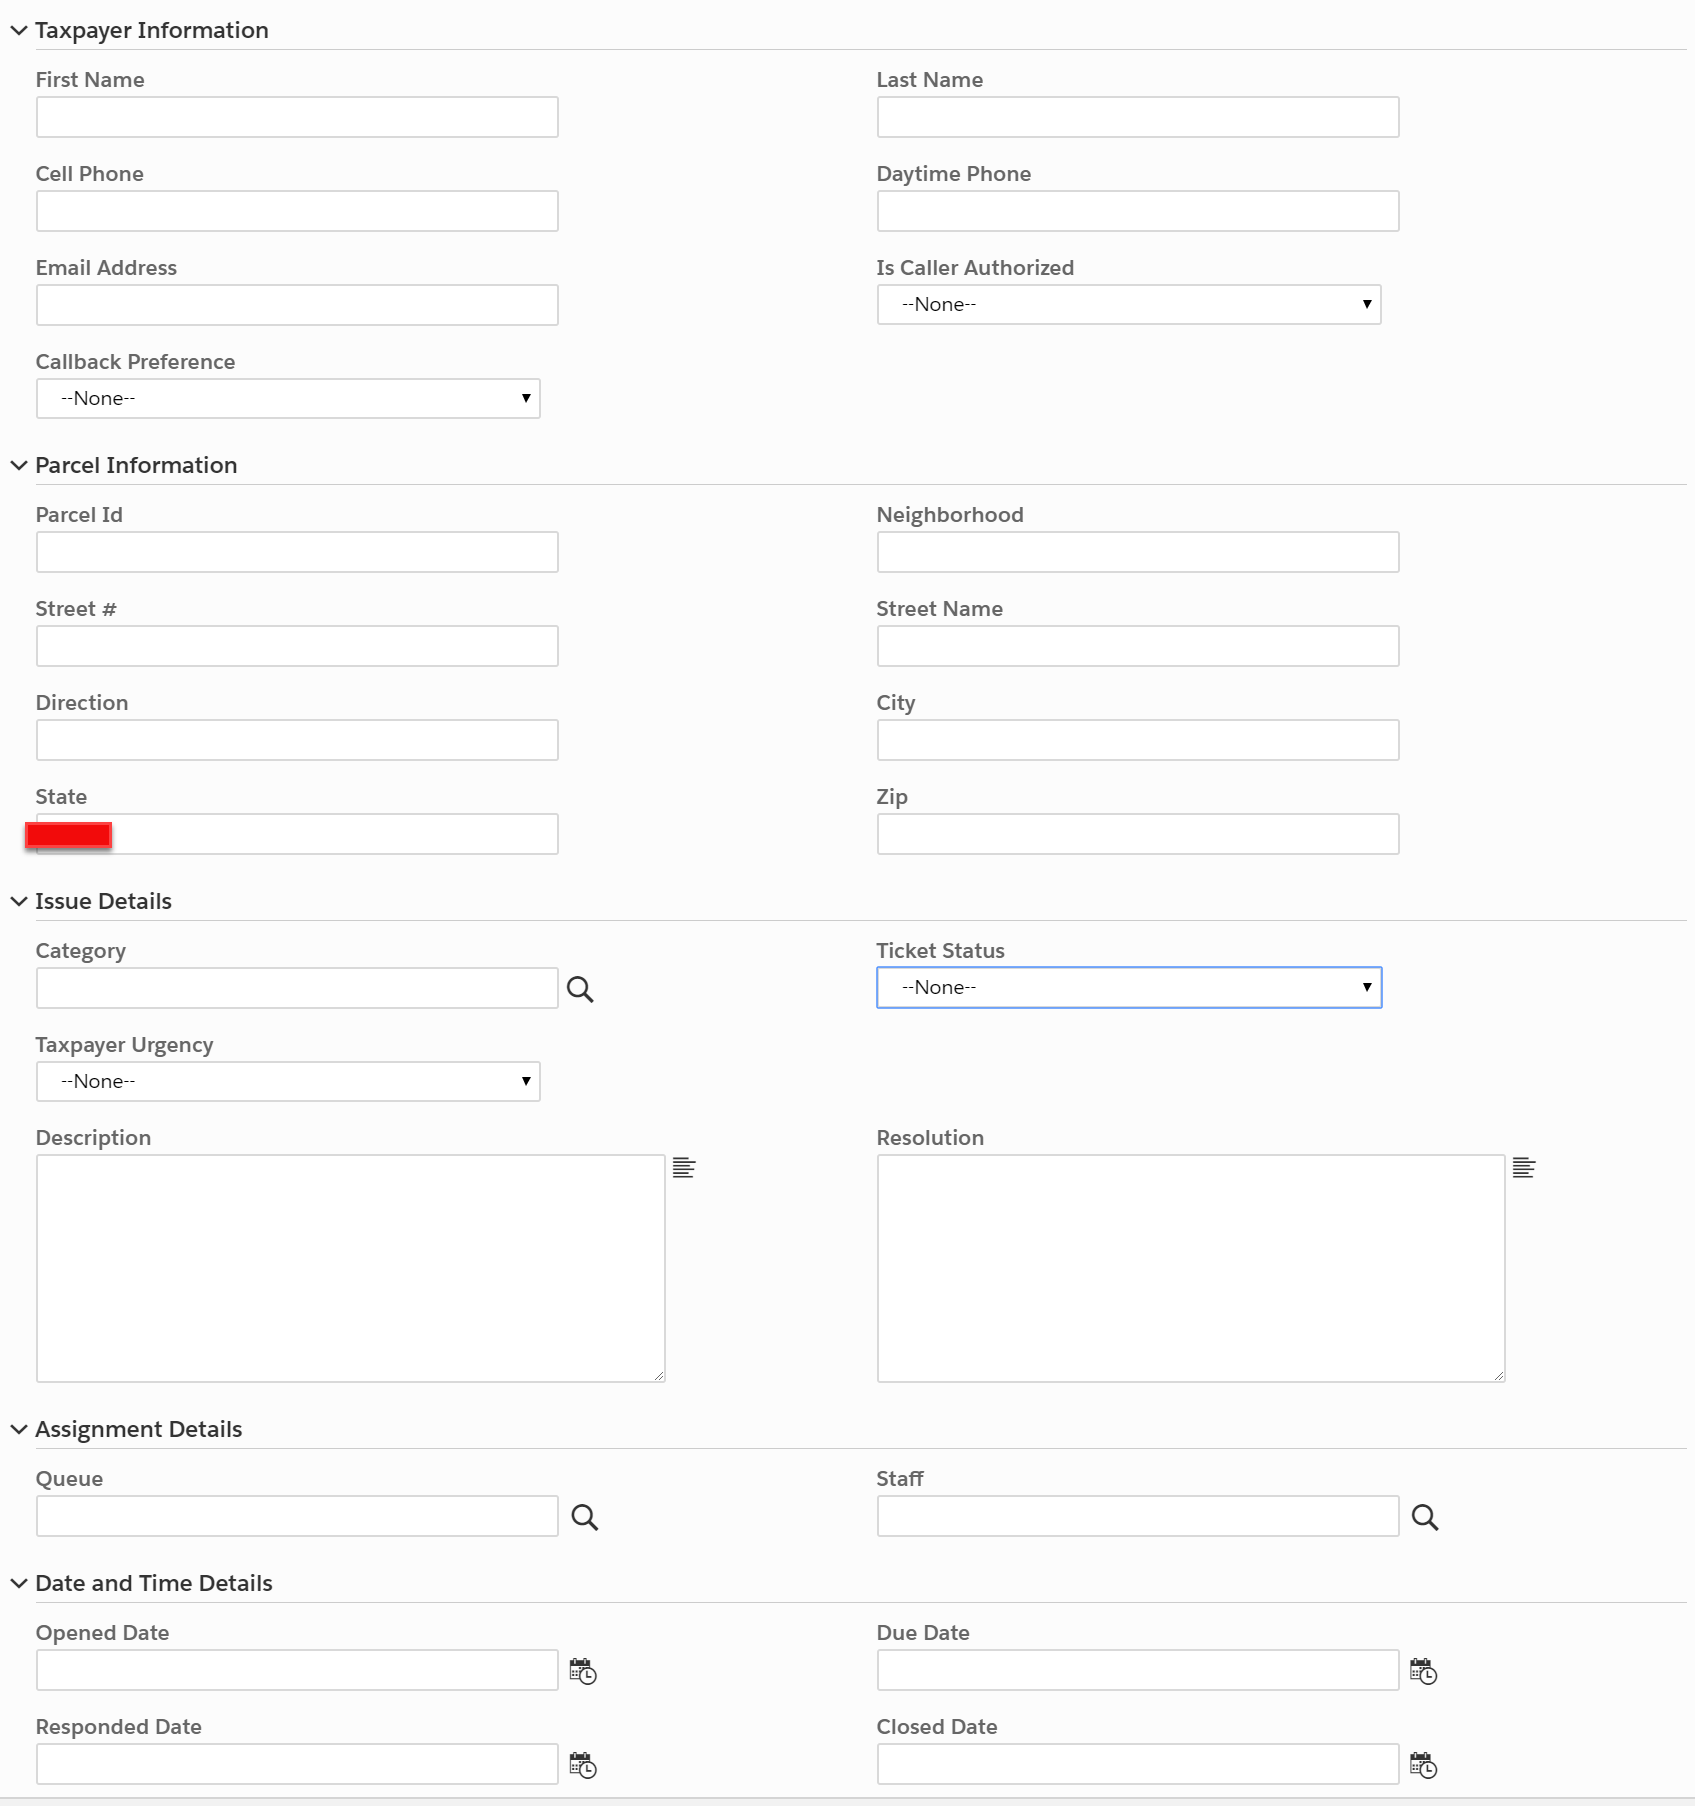 Taxpayer Information
First Name
Last Name
Cell Phone
Daytime Phone
Email Address
Is Caller Authorized
--None--
Callback Preference
--None--
Parcel Information
Parcel Id
Neighborhood
Street #
Street Name
Direction
City
State
Zip
Issue Details
Category
Ticket Status
--None--
Taxpayer Urgency
--None--
Description
Resolution
Assignment Details
Queue
Staff
Date and Time Details
Opened Date
Due Date
Responded Date
Closed Date